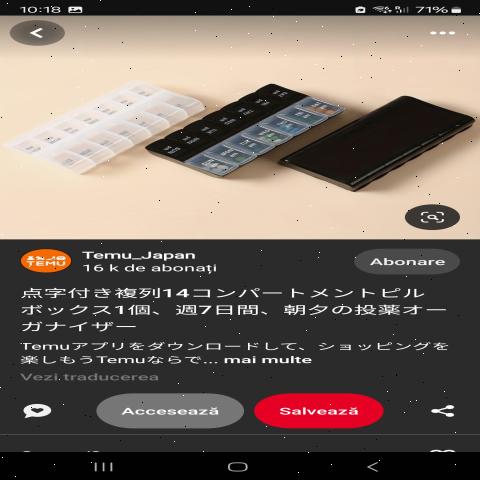 10:18
71%
TEMU
Temu_Japan
16 k de abonați
Abonare
点字付き複列14コンパートメントピル
ボックス1個、週7日間、朝夕の投薬オー
ガナイザー
Temuアプリをダウンロードして、ショッピングを
楽しもうTemuならで... mai multe
Vezi.traducerea
Accesează
Salvează